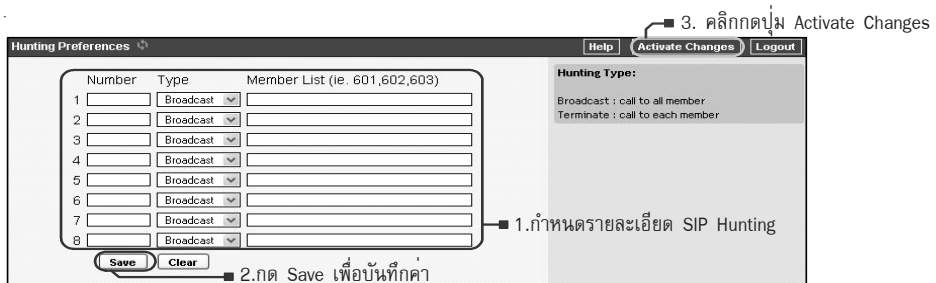 3. คลิกกดปุ่ม Activate Changes
Hunting Preferences Help Activate Changes Logout
Number Type Member List (ie. 601,602,603)
1 Broadcast
2 Broadcast
3 Broadcast
4 Broadcast
5 Broadcast
6 Broadcast
7 Broadcast
8 Broadcast
Hunting Type:
Broadcast : call to all member
Terminate : call to each member
1.กำหนดรายละเอียด SIP Hunting
Save Clear
2.กด Save เพื่อบันทึกค่า